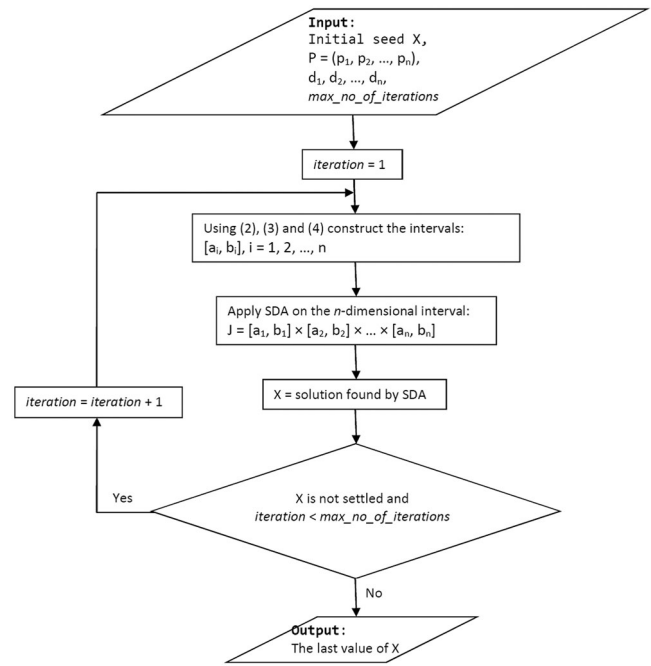 Input:
Initial seed X,
P = (p₁, p₂, …, pₙ),
d₁, d₂, …, dₙ,
max_no_of_iterations
iteration = 1
Using (2), (3) and (4) construct the intervals:
[aᵢ, bᵢ], i = 1, 2, …, n
Apply SDA on the n-dimensional interval:
J = [a₁, b₁] × [a₂, b₂] × … × [aₙ, bₙ]
X = solution found by SDA
iteration = iteration + 1
X is not settled and
iteration < max_no_of_iterations
Yes
No
Output:
The last value of X